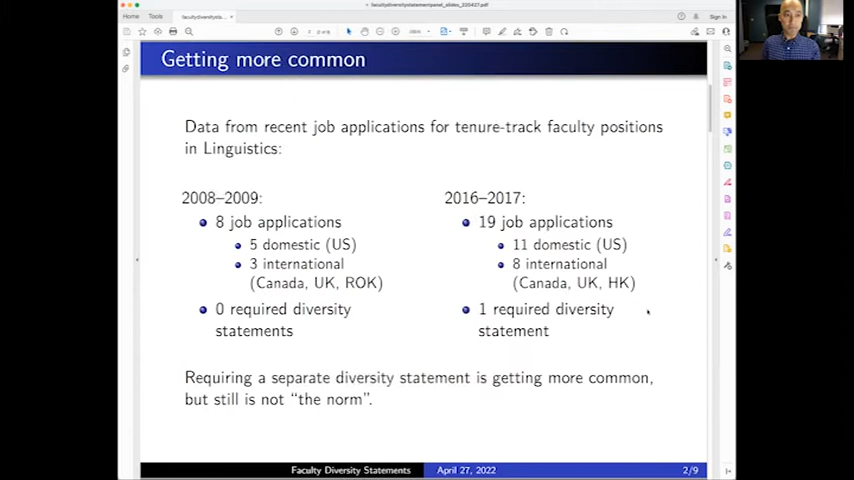 facultydiversitystatementpanel_slides_220427.pdf
Home
Tools
facultydiversitysta...
Sign In
Getting more common
Data from recent job applications for tenure-track faculty positions
in Linguistics:
2008–2009:
8 job applications
5 domestic (US)
3 international
(Canada, UK, ROK)
0 required diversity
statements
2016–2017:
19 job applications
11 domestic (US)
8 international
(Canada, UK, HK)
1 required diversity
statement
Requiring a separate diversity statement is getting more common,
but still is not “the norm”.
Faculty Diversity Statements
April 27, 2022
2/9